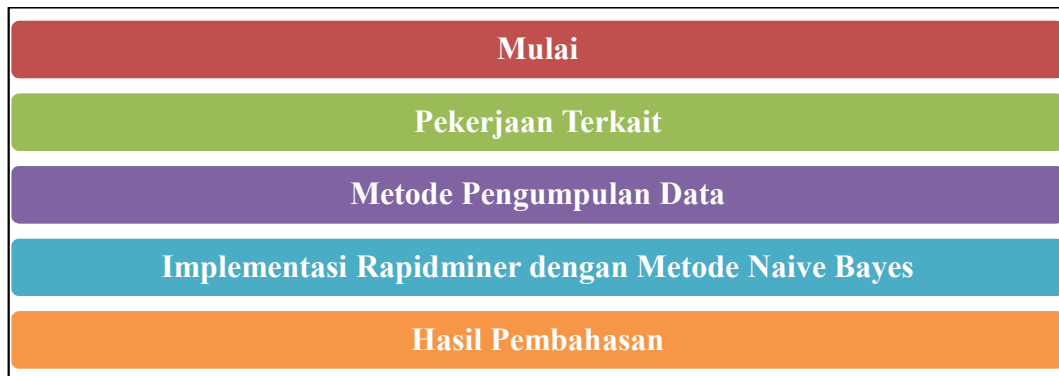 Mulai
Pekerjaan Terkait
Metode Pengumpulan Data
Implementasi Rapidminer dengan Metode Naive Bayes
Hasil Pembahasan